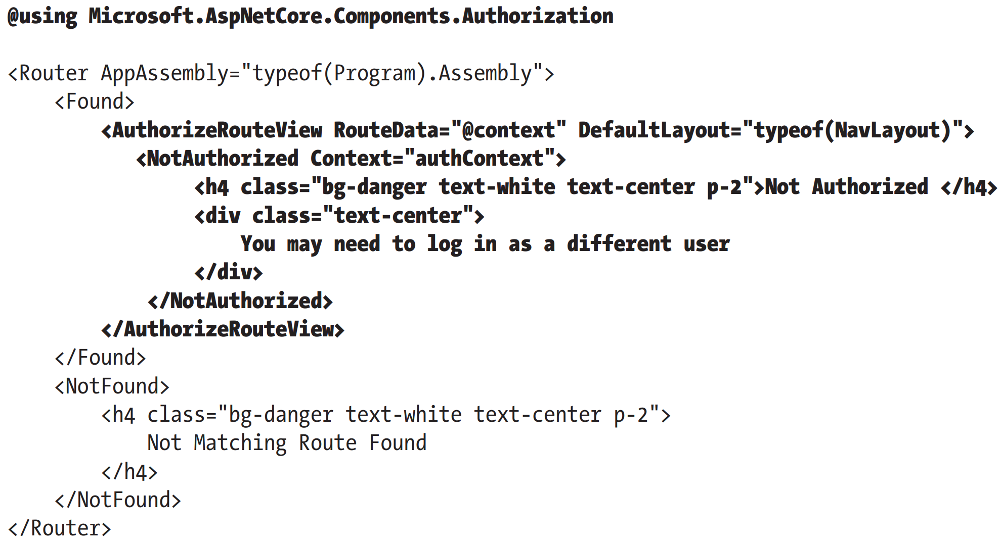 @using Microsoft.AspNetCore.Components.Authorization

<Router AppAssembly="typeof(Program).Assembly">
    <Found>
        <AuthorizeRouteView RouteData="@context" DefaultLayout="typeof(NavLayout)">
           <NotAuthorized Context="authContext">
                <h4 class="bg-danger text-white text-center p-2">Not Authorized </h4>
                <div class="text-center">
                    You may need to log in as a different user
                </div>
            </NotAuthorized>
        </AuthorizeRouteView>
    </Found>
    <NotFound>
        <h4 class="bg-danger text-white text-center p-2">
            Not Matching Route Found
        </h4>
    </NotFound>
</Router>